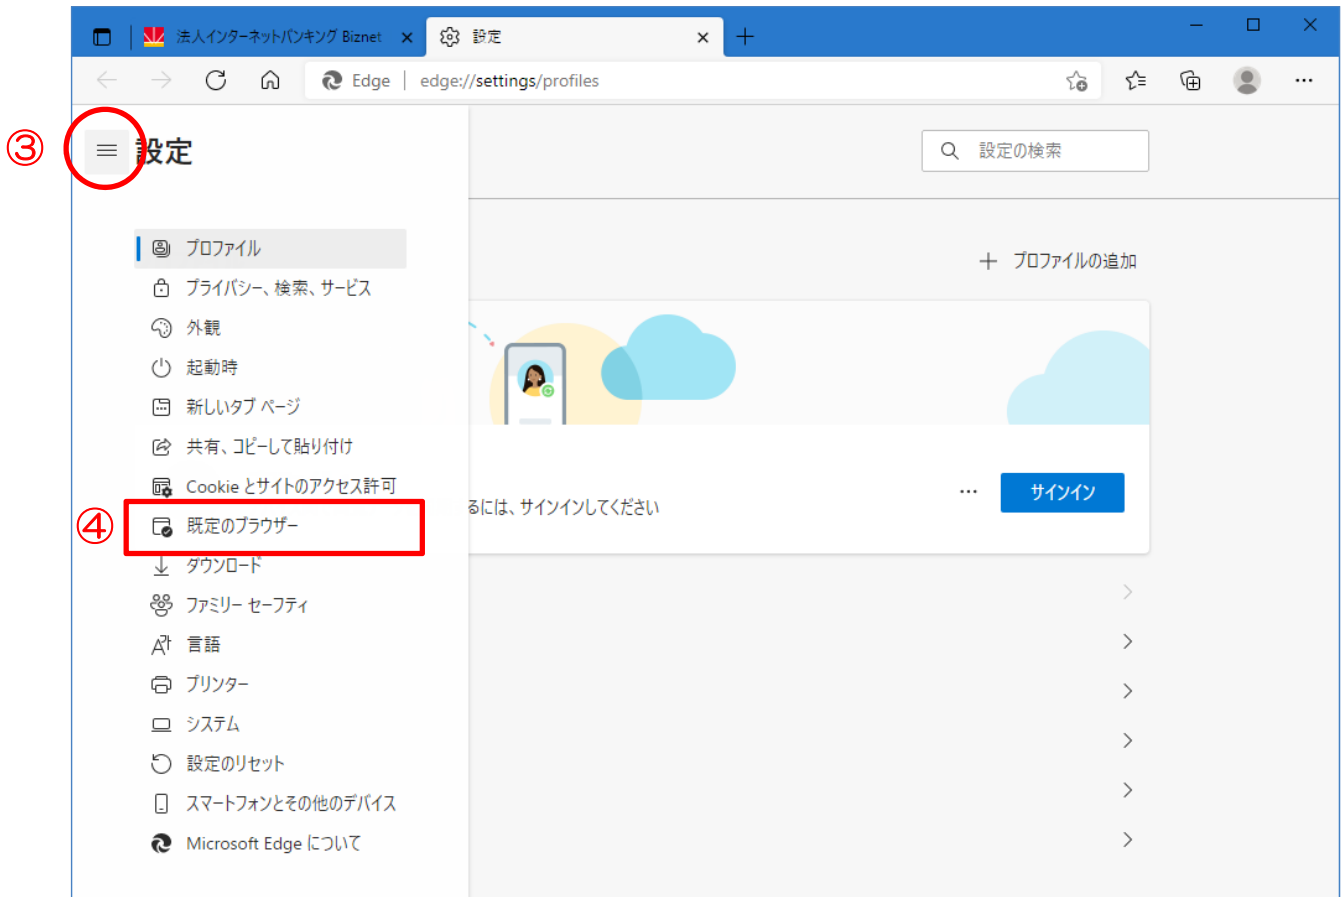 法人インターネットバンキング Biznet
設定
Edge
edge://settings/profiles
③
設定
設定の検索
プロファイル
プロファイルの追加
プライバシー、検索、サービス
外観
起動時
新しいタブ ページ
共有、コピーして貼り付け
Cookie とサイトのアクセス許可
るには、サインインしてください
サインイン
④
既定のブラウザー
ダウンロード
ファミリー セーフティ
言語
プリンター
システム
設定のリセット
スマートフォンとその他のデバイス
Microsoft Edge について